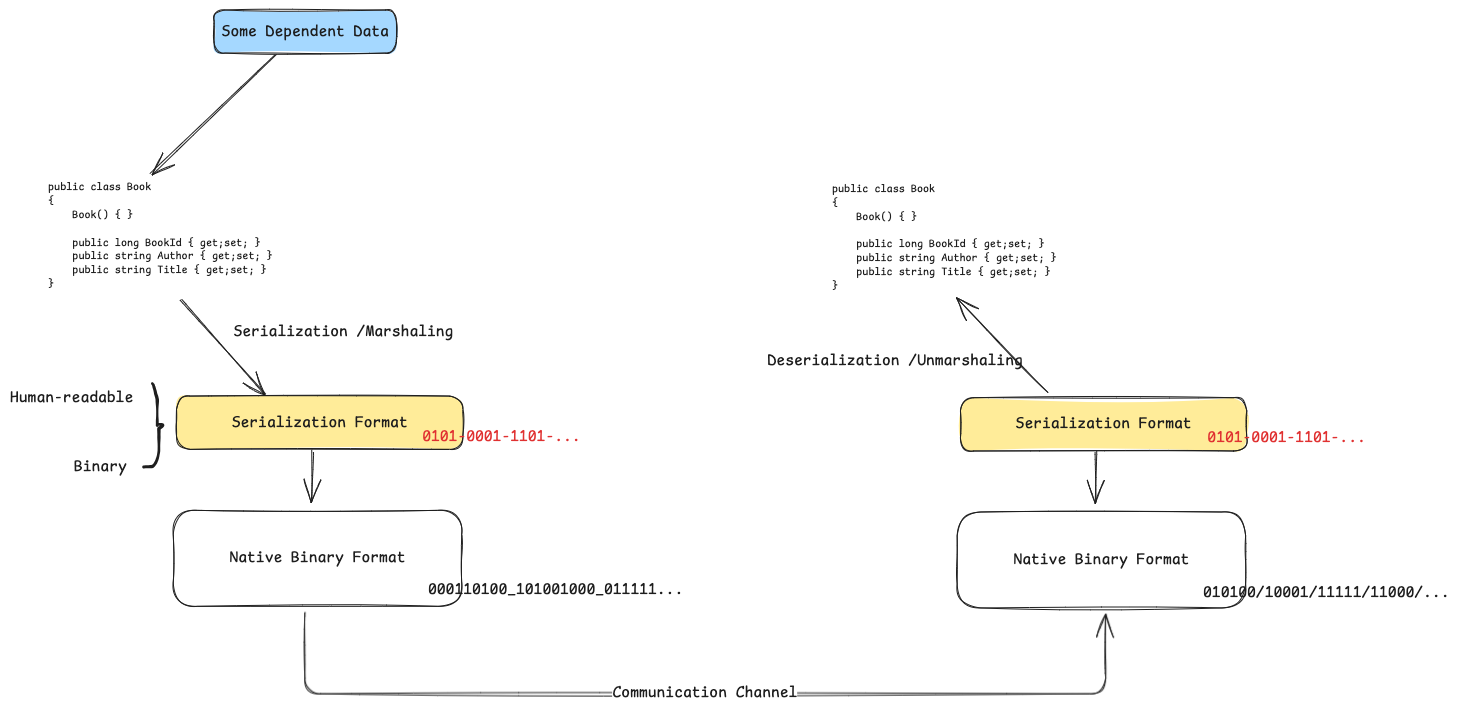 Some Dependent Data
public class Book
{
Book() { }
public long BookId { get;set; }
public string Author { get;set; }
public string Title { get;set; }
}
Serialization /Marshaling
Human-readable
Binary
Serialization Format
0101-0001-1101-...
Native Binary Format
000110100_101001000_011111...
Communication Channel
public class Book
{
Book() { }
public long BookId { get;set; }
public string Author { get;set; }
public string Title { get;set; }
}
Deserialization /Unmarshaling
Serialization Format
0101-0001-1101-...
Native Binary Format
010100/10001/11111/11000/...